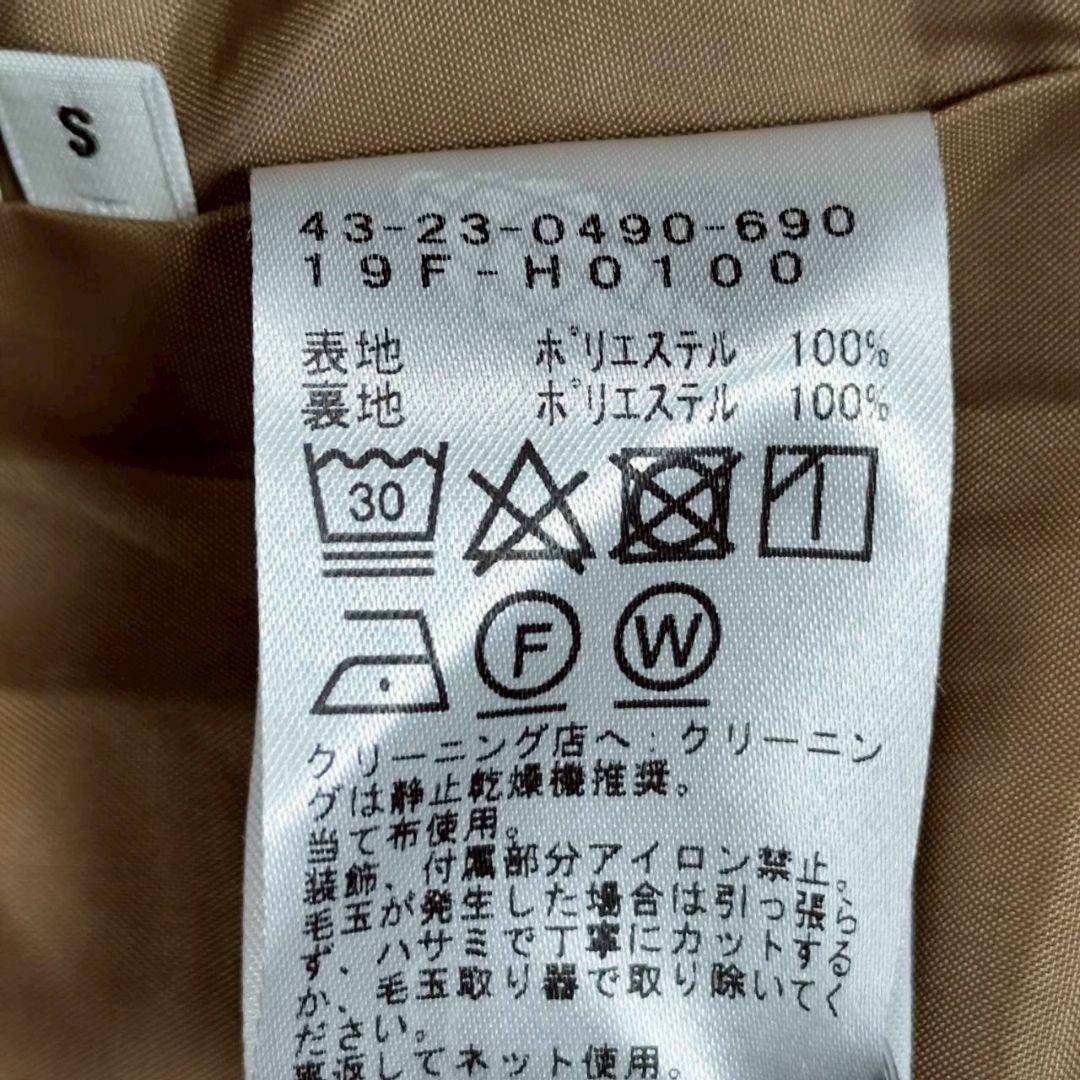 S
43-23-0490-690
19F-H0100
表地 ポリエステル 100%
裏地 ポリエステル 100%
30
F
W
クリーニング店へ:クリーニン
グは静止乾燥機推奨。
当て布使用。
装飾、付属部分アイロン禁止。
毛玉が発生した場合は引っ張ら
ず、ハサミで丁寧にカットする
か、毛玉取り器で取り除いてく
ださい。
裏返してネット使用。